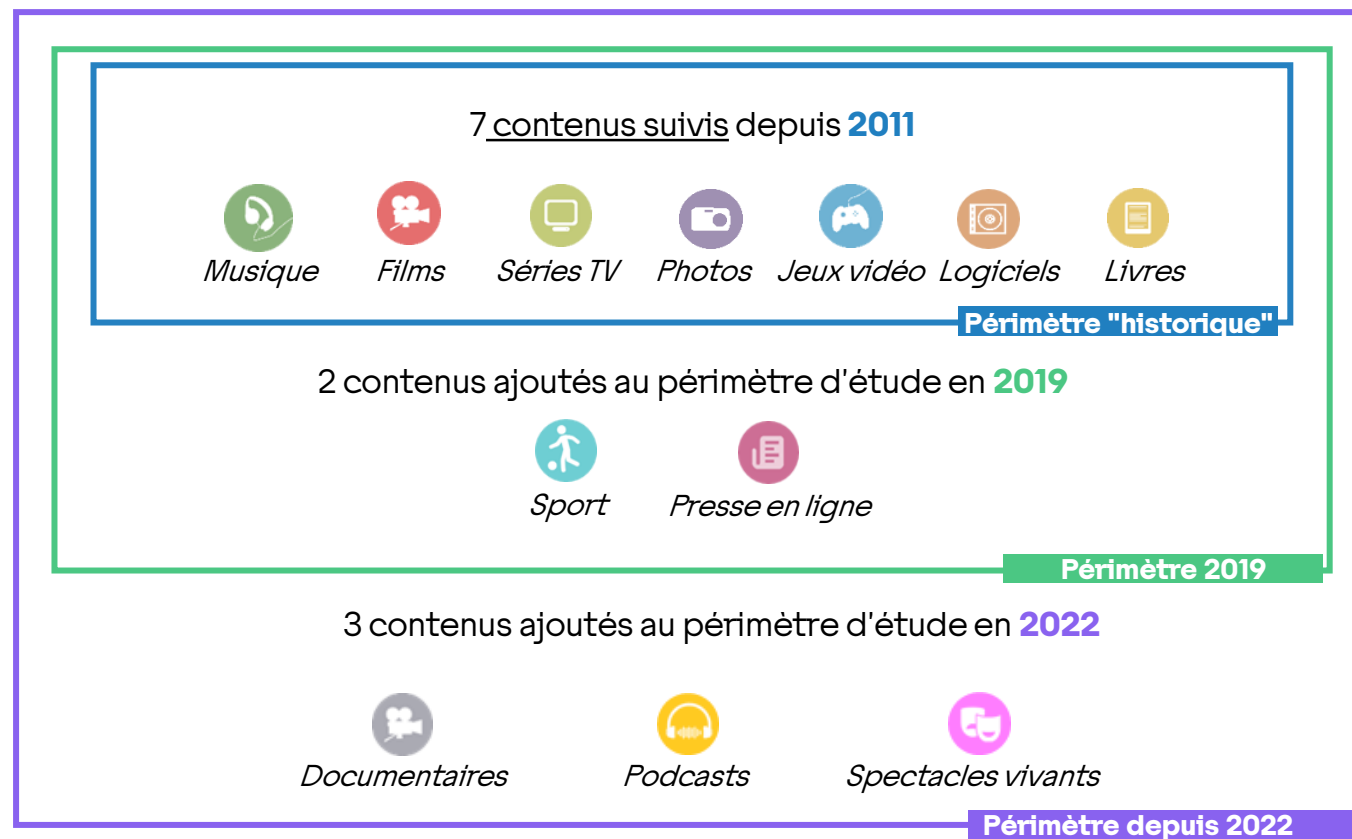 7 contenus suivis depuis 2011
Musique Films Séries TV Photos Jeux vidéo Logiciels Livres
Périmètre "historique"
2 contenus ajoutés au périmètre d'étude en 2019
Sport Presse en ligne
Périmètre 2019
3 contenus ajoutés au périmètre d'étude en 2022
Documentaires Podcasts Spectacles vivants
Périmètre depuis 2022